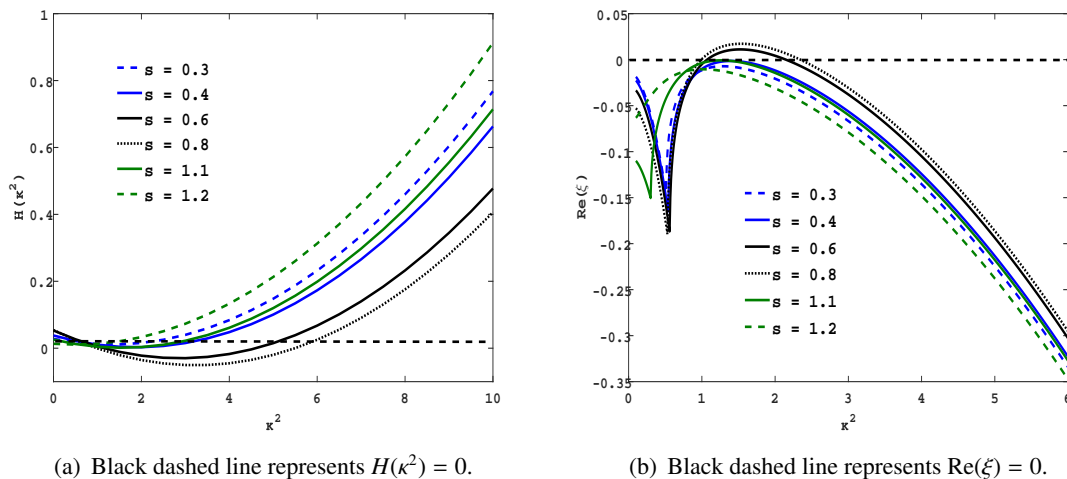 1
0.8
0.6
0.4
0.2
0
H(κ²)
s = 0.3
s = 0.4
s = 0.6
s = 0.8
s = 1.1
s = 1.2
0 2 4 6 8 10
κ²
(a) Black dashed line represents H(κ²) = 0.
0.05
0
-0.05
-0.1
-0.15
-0.2
-0.25
-0.3
-0.35
Re(ξ)
s = 0.3
s = 0.4
s = 0.6
s = 0.8
s = 1.1
s = 1.2
0 1 2 3 4 5 6
κ²
(b) Black dashed line represents Re(ξ) = 0.